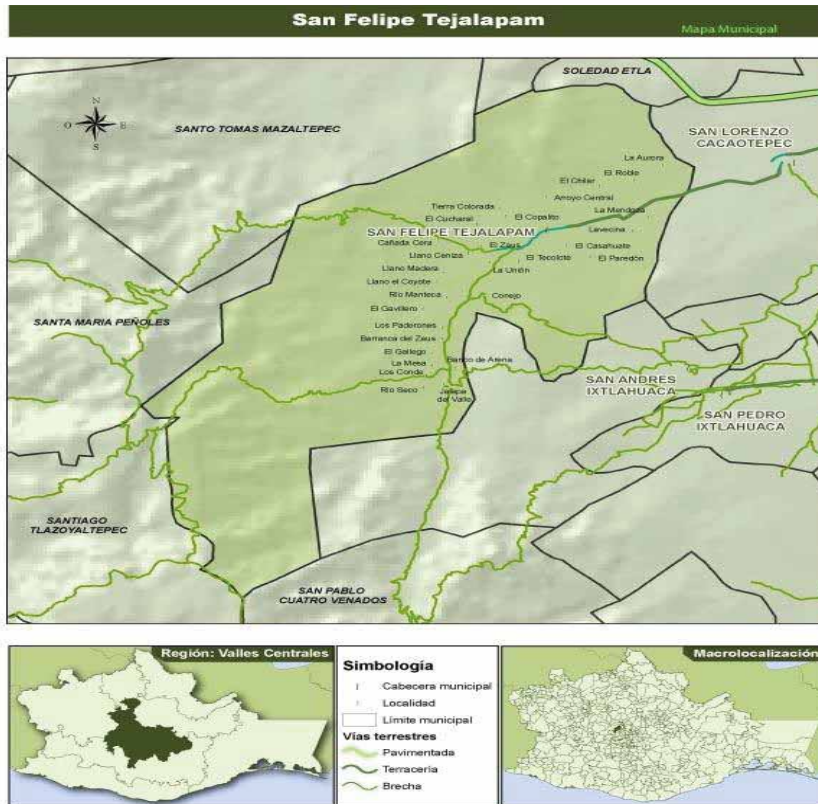 San Felipe Tejalapam
Mapa Municipal
SOLEDAD ETLA
N
O E
S
SANTO TOMAS MAZALTEPEC
SAN LORENZO
CACAOTEPEC
La Aurora
El Roble
El Chilar
Arroyo Central
Tierra Colorada
La Mendoza
El Cucharal
El Copalito
SAN FELIPE TEJALAPAM
Lavecina
Cañada Cera
El Zaus
El Casahuate
Llano Ceniza
El Tecolote
El Paredón
Llano Madera
La Unión
Llano el Coyote
Río Manteca
Conejo
El Gavillero
SANTA MARIA PEÑOLES
Los Paderones
Barranca del Zaus
El Gallego
Banco de Arena
La Mesa
Los Conde
SAN ANDRES
IXTLAHUACA
Río Seco
Jalapa
del Valle
SAN PEDRO
IXTLAHUACA
SANTIAGO
TLAZOYALTEPEC
SAN PABLO
CUATRO VENADOS
Región: Valles Centrales
Simbología
Cabecera municipal
Localidad
Límite municipal
Vías terrestres
Pavimentada
Terracería
Brecha
Macrolocalización